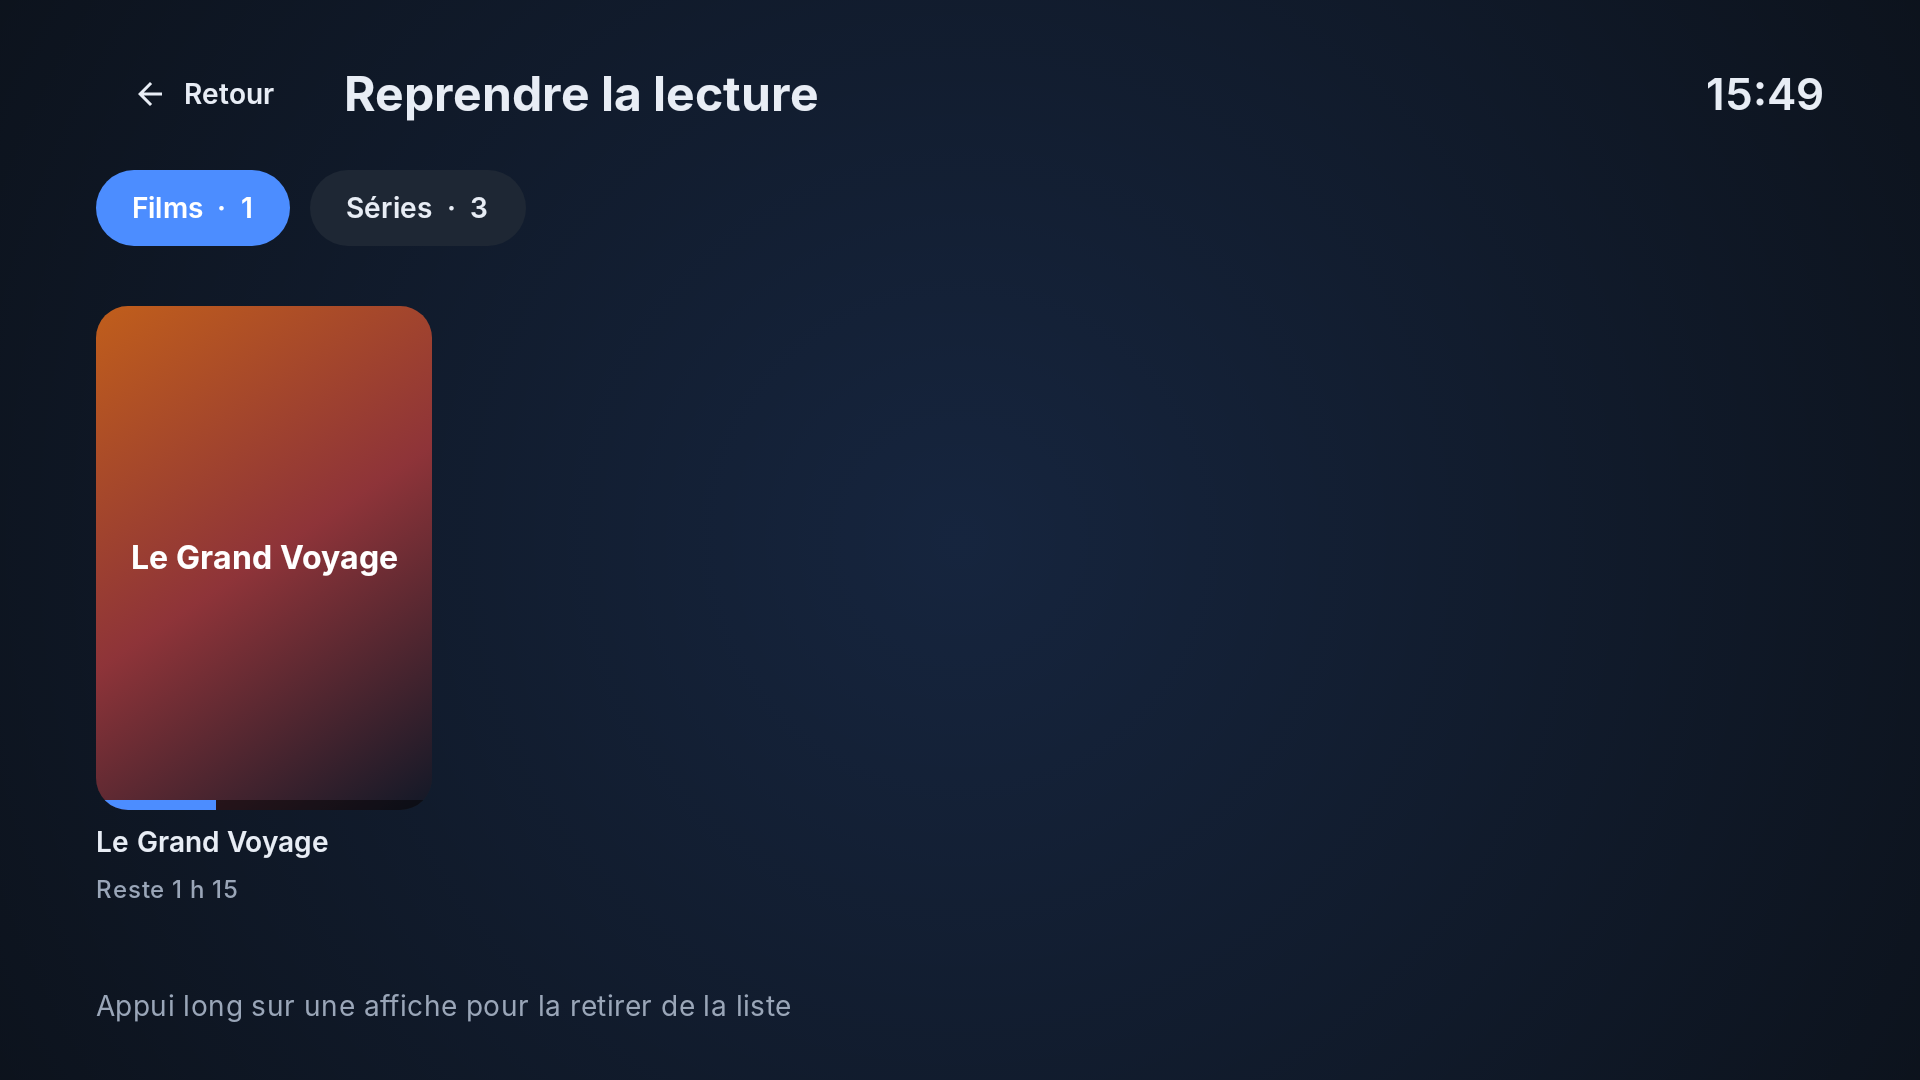 Retour
Reprendre la lecture
15:49
Films · 1
Séries · 3
Le Grand Voyage
Le Grand Voyage
Reste 1 h 15
Appui long sur une affiche pour la retirer de la liste